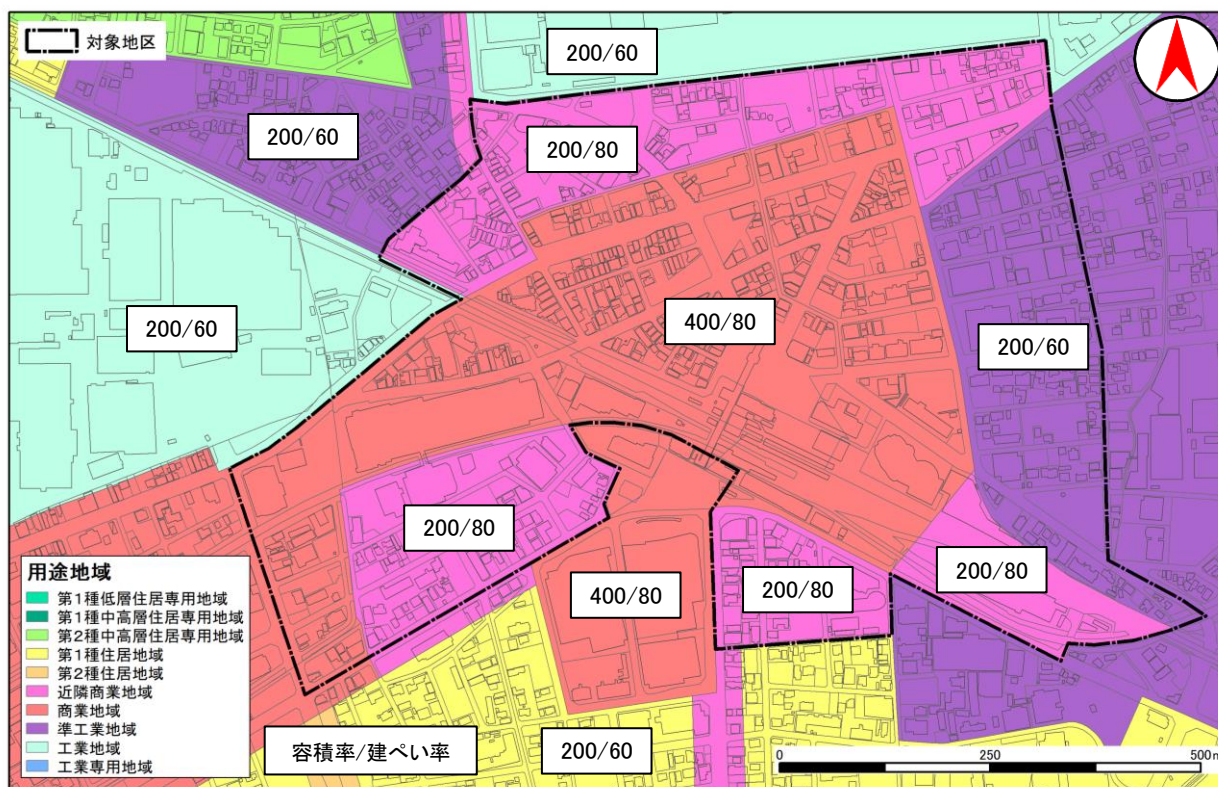 対象地区
200/60
200/60
200/80
200/60
400/80
200/60
200/80
200/80
400/80
200/80
用途地域
第1種低層住居専用地域
第1種中高層住居専用地域
第2種中高層住居専用地域
第1種住居地域
第2種住居地域
近隣商業地域
商業地域
準工業地域
工業地域
工業専用地域
容積率/建ぺい率
200/60
0 250 500m